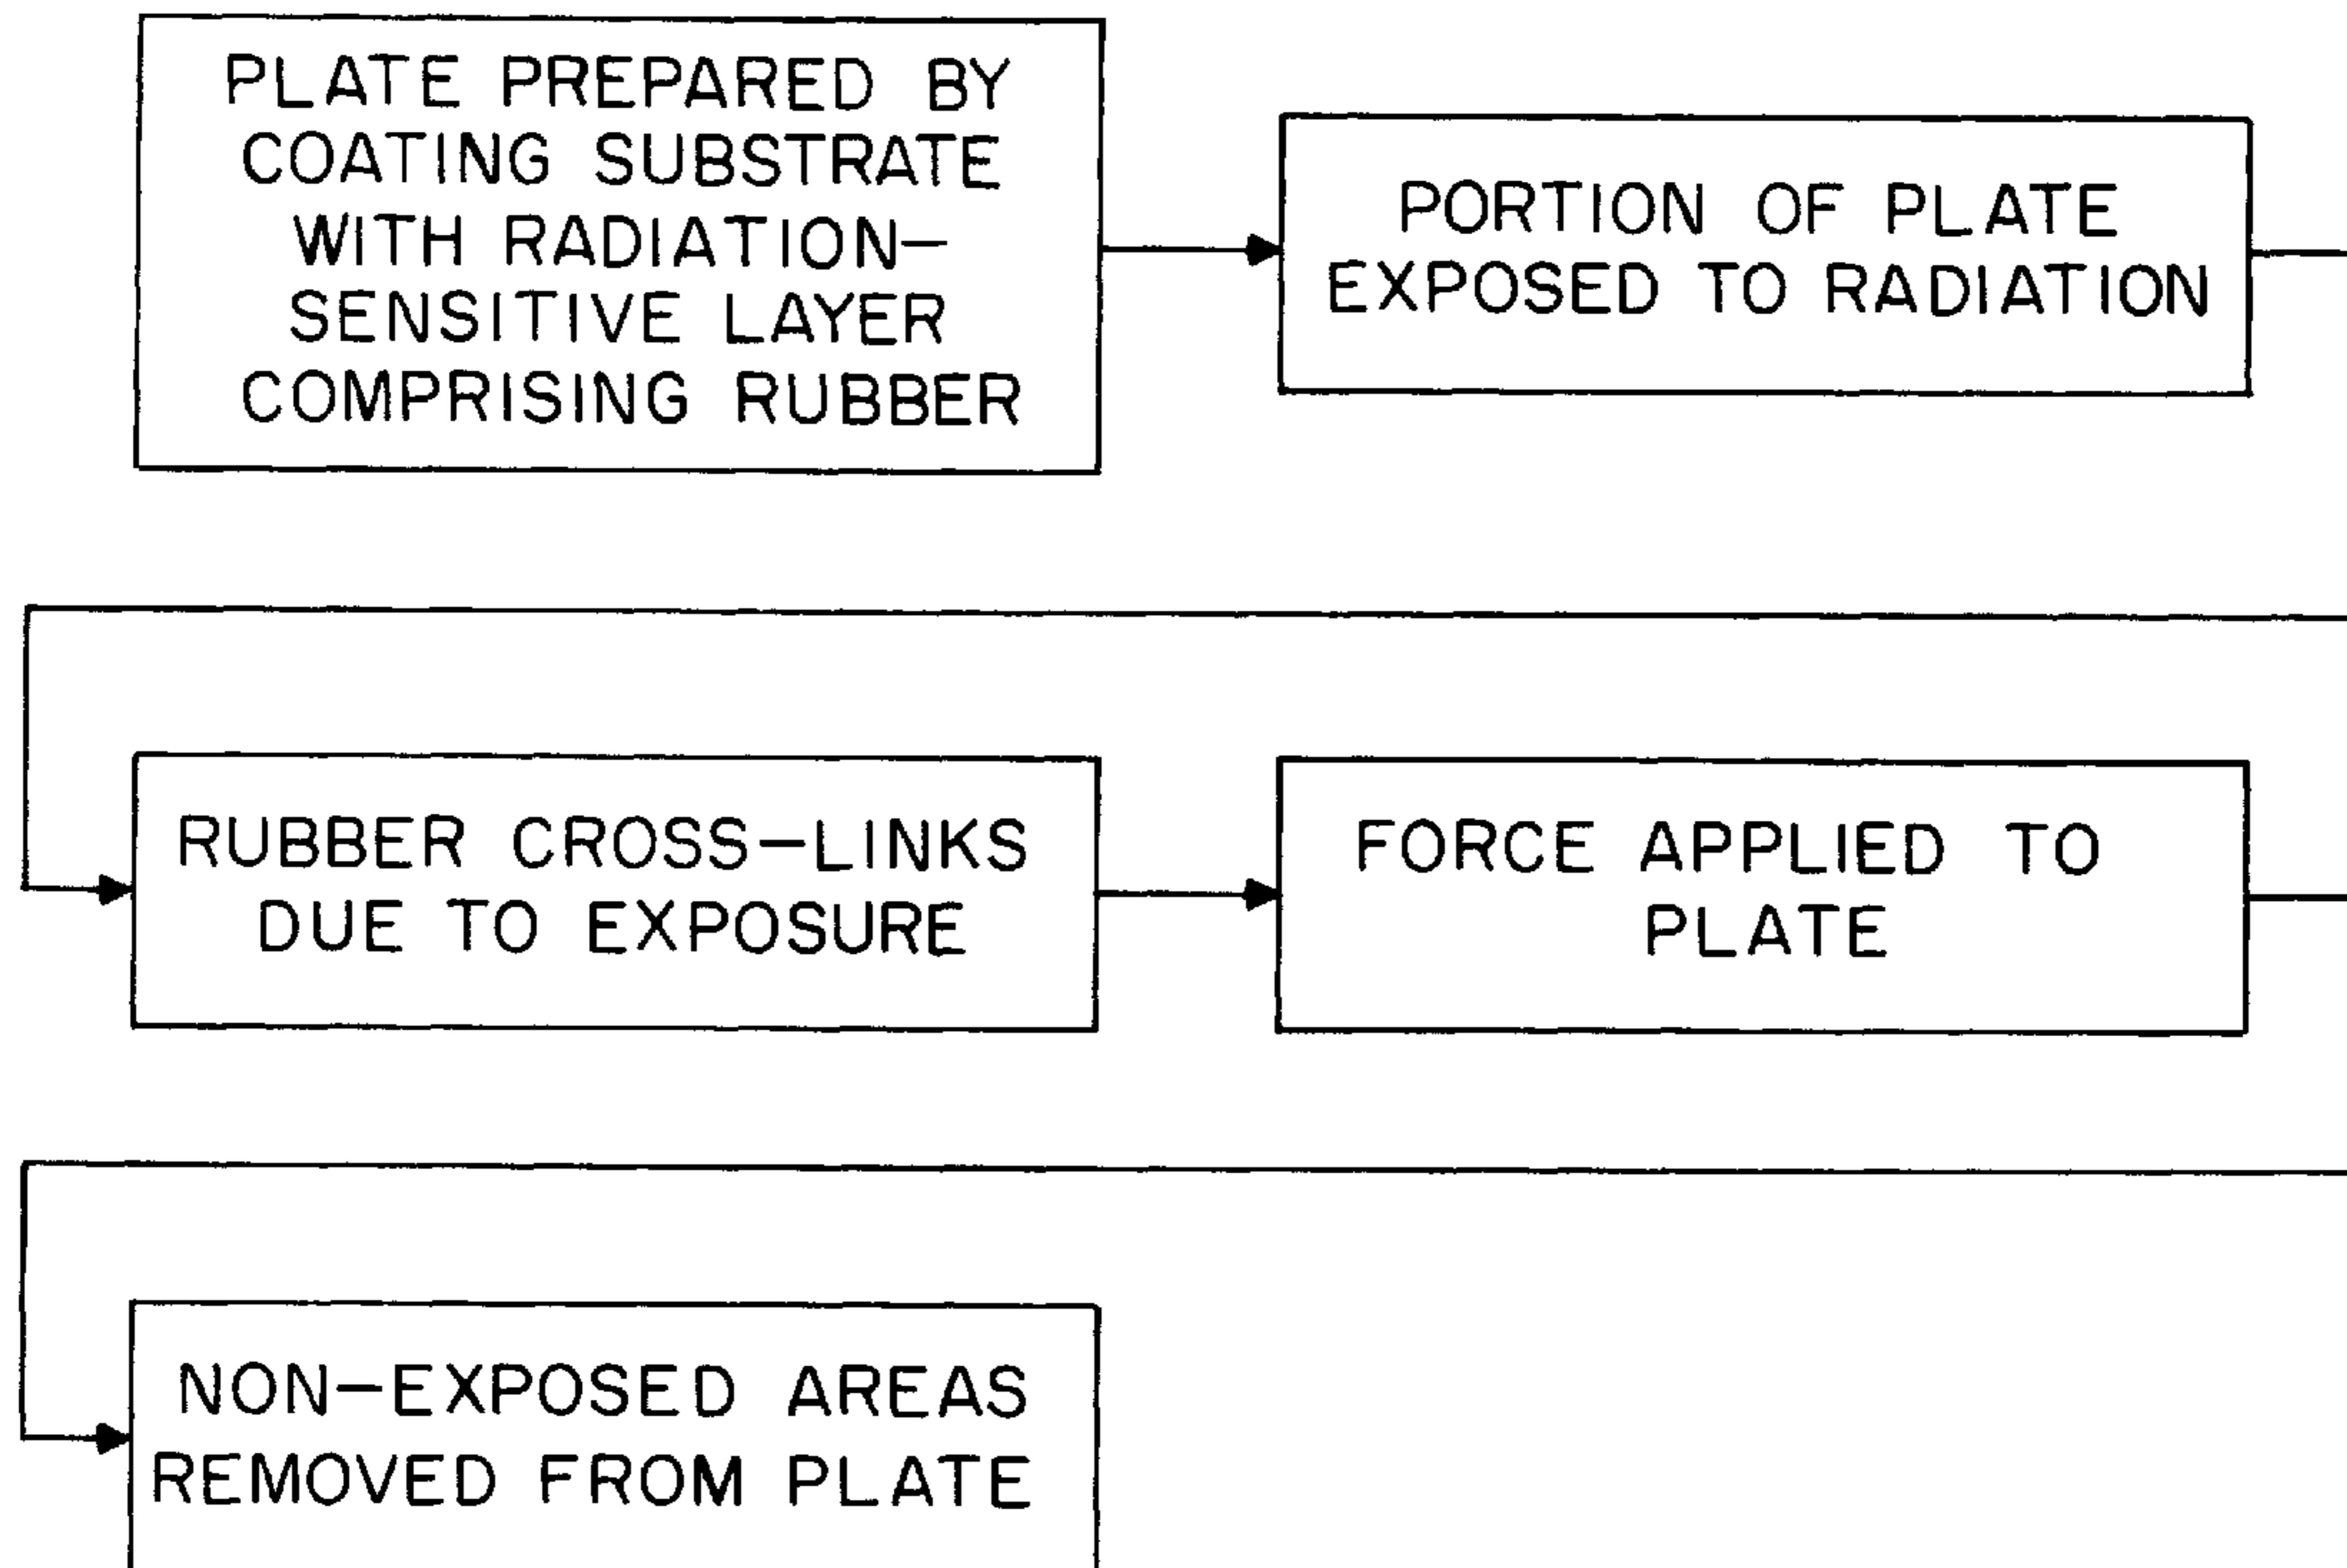 PLATE PREPARED BY
COATING SUBSTRATE
WITH RADIATION—
SENSITIVE LAYER
COMPRISING RUBBER
PORTION OF PLATE
EXPOSED TO RADIATION
RUBBER CROSS—LINKS
DUE TO EXPOSURE
FORCE APPLIED TO
PLATE
NON—EXPOSED AREAS
REMOVED FROM PLATE